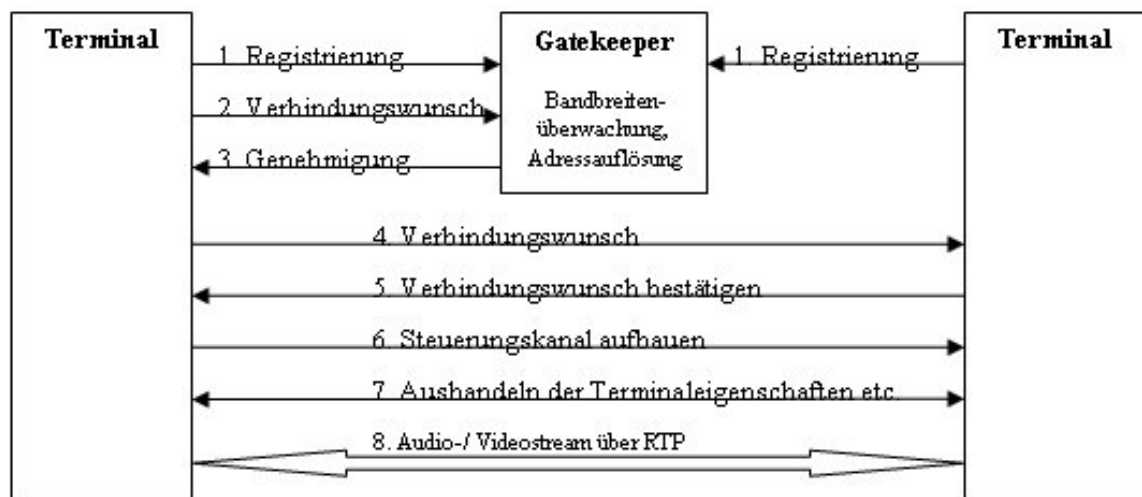 Terminal
Gatekeeper
Terminal
1. Registrierung
1. Registrierung
Bandbreiten-
überwachung,
Adressauflösung
2. Verbindungswunsch
3. Genehmigung
4. Verbindungswunsch
5. Verbindungswunsch bestätigen
6. Steuerungskanal aufbauen
7. Aushandeln der Terminaleigenschaften etc.
8. Audio-/ Videostream über RTP